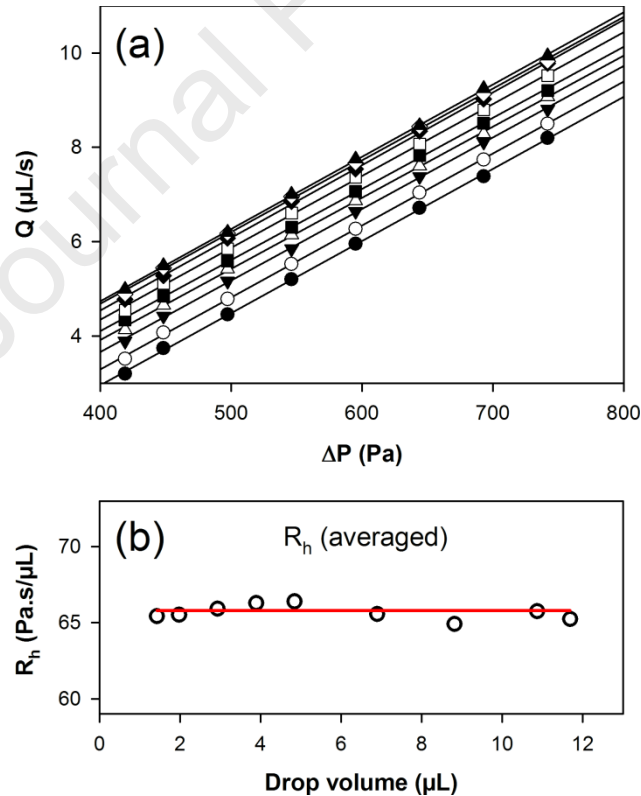 Journal P
(a)
10
8
6
4
Q (µL/s)
400 500 600 700 800
ΔP (Pa)
(b)
R_h (averaged)
70
65
60
R_h (Pa.s/µL)
0 2 4 6 8 10 12
Drop volume (µL)